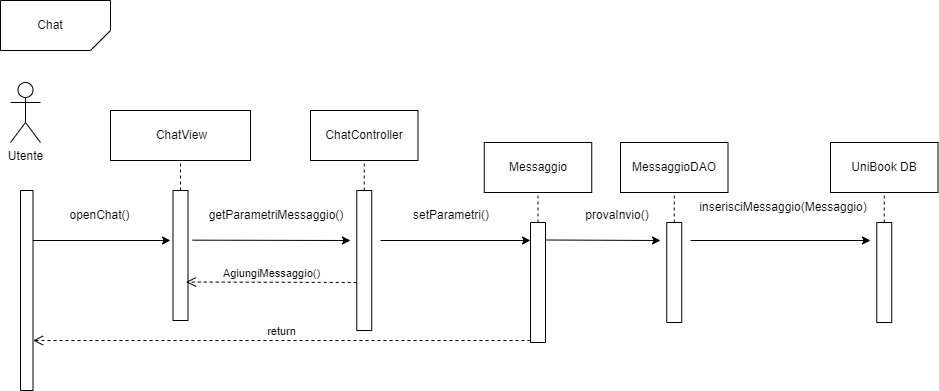 Chat
Utente
ChatView
ChatController
Messaggio
MessaggioDAO
UniBook DB
openChat()
getParametriMessaggio()
setParametri()
provaInvio()
inserisciMessaggio(Messaggio)
AgiungiMessaggio()
return